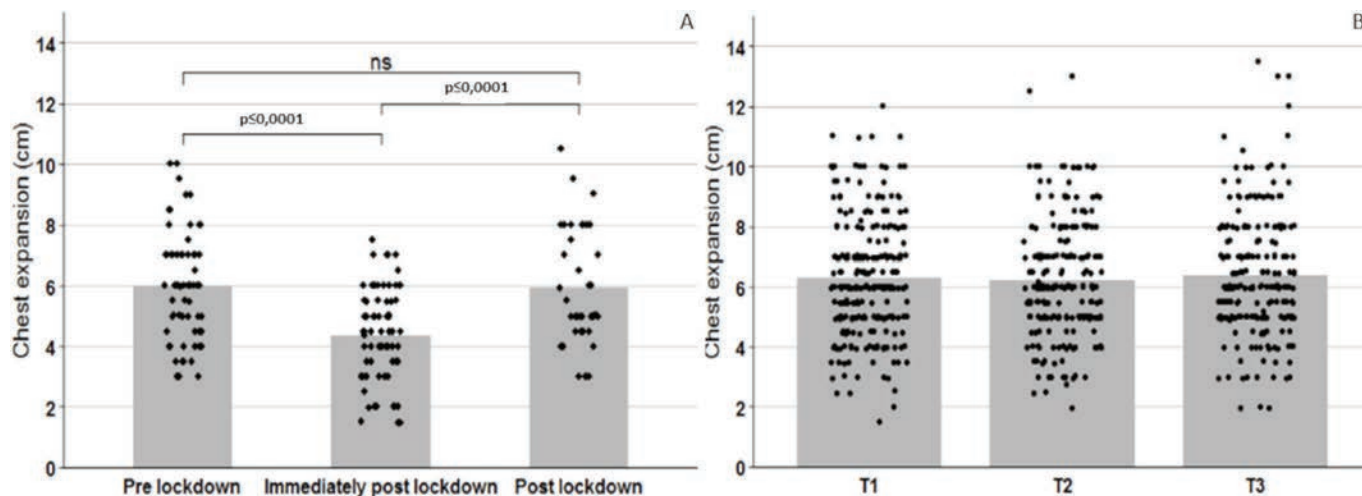 A
Chest expansion (cm)
14
12
10
8
6
4
2
0
ns
p≤0,0001
p≤0,0001
Pre lockdown
Immediately post lockdown
Post lockdown
B
Chest expansion (cm)
14
12
10
8
6
4
2
0
T1
T2
T3